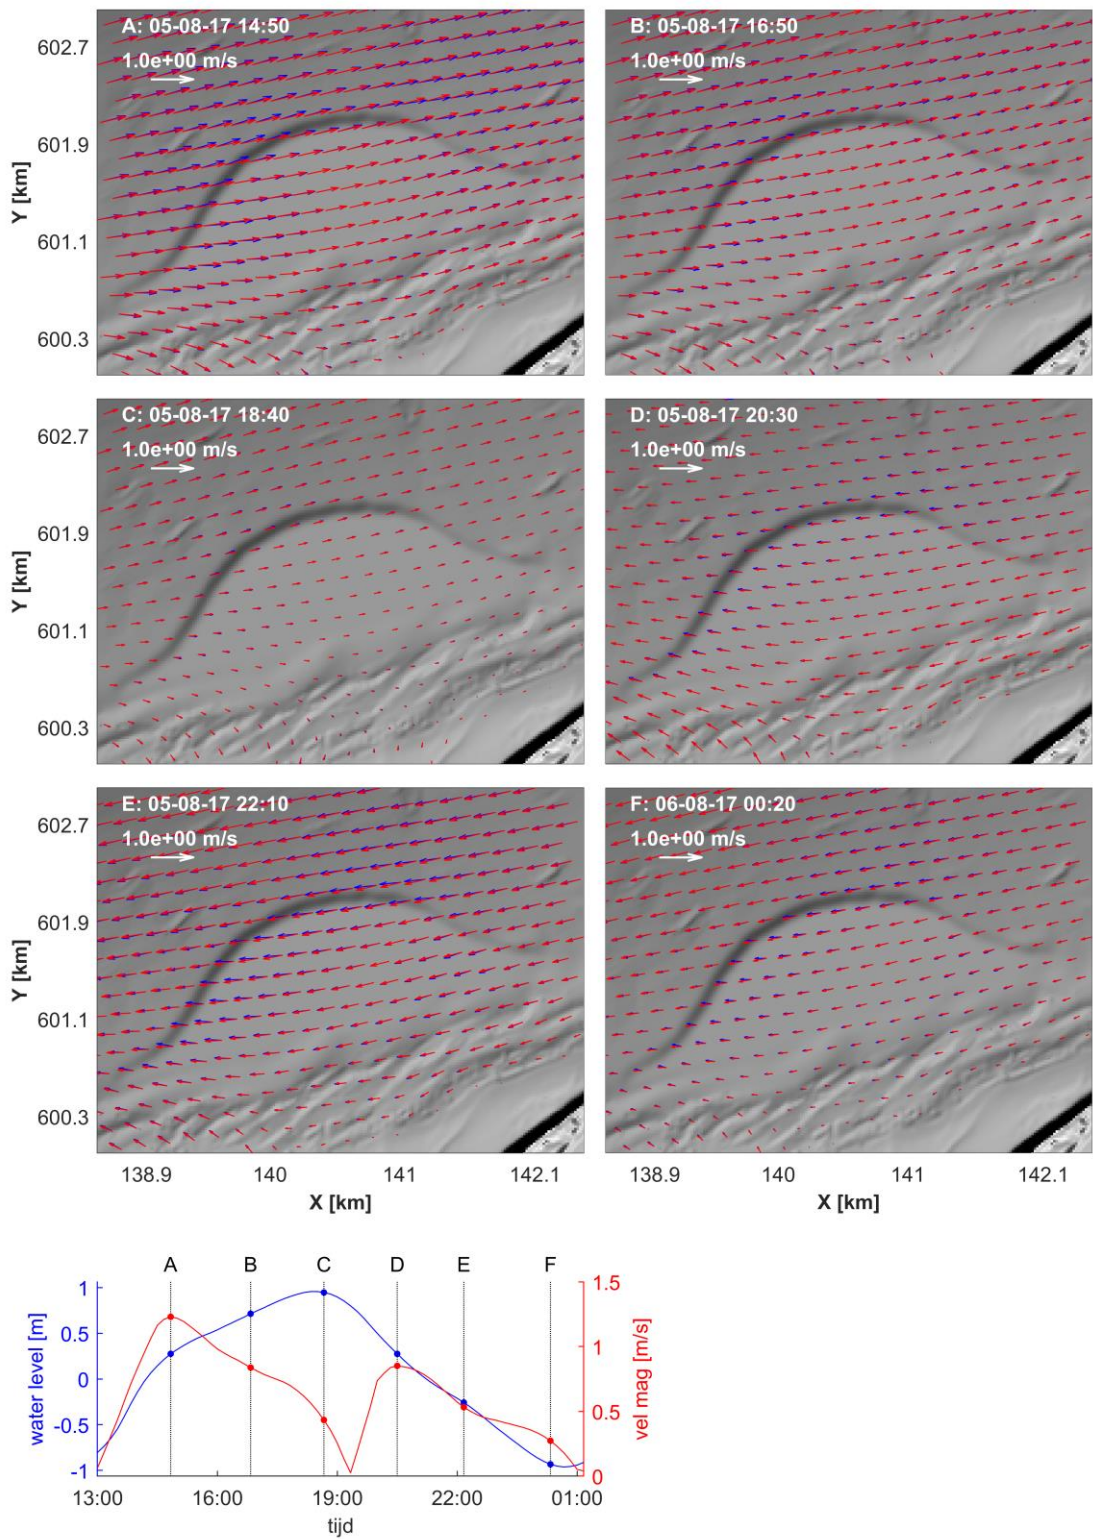 A: 05-08-17 14:50
B: 05-08-17 16:50
1.0e+00 m/s
1.0e+00 m/s
602.7
601.9
601.1
600.3
Y [km]
C: 05-08-17 18:40
D: 05-08-17 20:30
1.0e+00 m/s
1.0e+00 m/s
602.7
601.9
601.1
600.3
Y [km]
E: 05-08-17 22:10
F: 06-08-17 00:20
1.0e+00 m/s
1.0e+00 m/s
602.7
601.9
601.1
600.3
Y [km]
138.9 140 141 142.1
138.9 140 141 142.1
X [km]
X [km]
A B C D E F
1
0.5
0
-0.5
-1
water level [m]
1.5
1
0.5
0
vel mag [m/s]
13:00 16:00 19:00 22:00 01:00
tijd